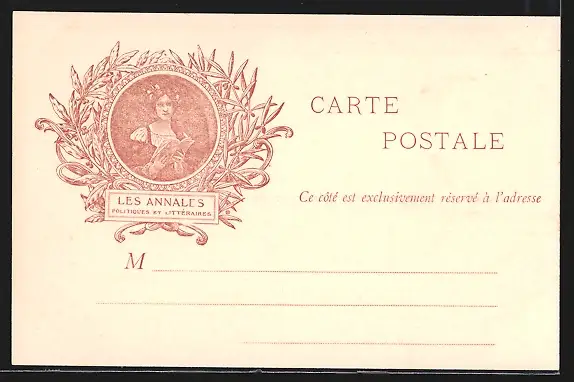 LES ANNALES
POLITIQUES ET LITTÉRAIRES
CARTE
POSTALE
Ce côté est exclusivement réservé à l'adresse
M